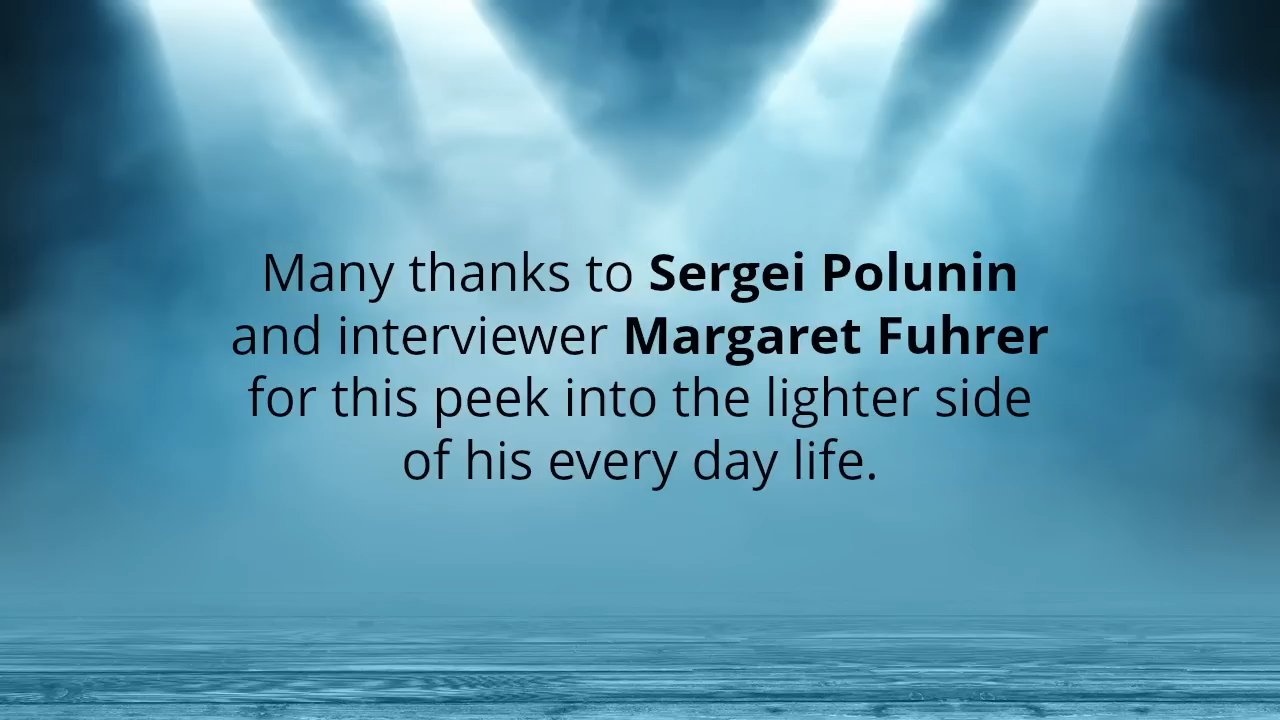 Many thanks to Sergei Polunin
and interviewer Margaret Fuhrer
for this peek into the lighter side
of his every day life.